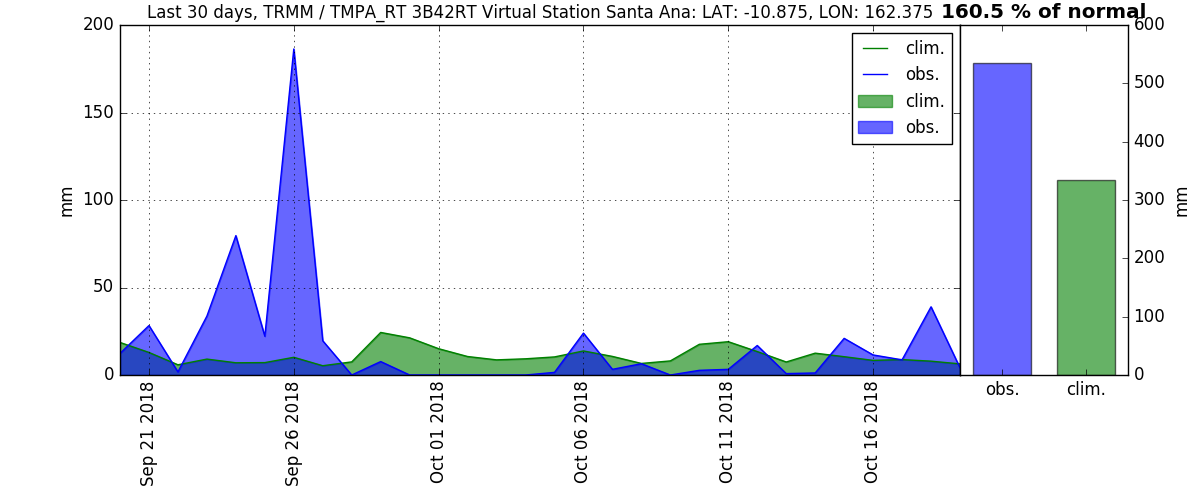 Last 30 days, TRMM / TMPA_RT 3B42RT Virtual Station Santa Ana: LAT: -10.875, LON: 162.375 160.5 % of normal
200
150
100
50
0
mm
clim.
obs.
clim.
obs.
Sep 21 2018
Sep 26 2018
Oct 01 2018
Oct 06 2018
Oct 11 2018
Oct 16 2018
600
500
400
300
200
100
0
mm
obs. clim.